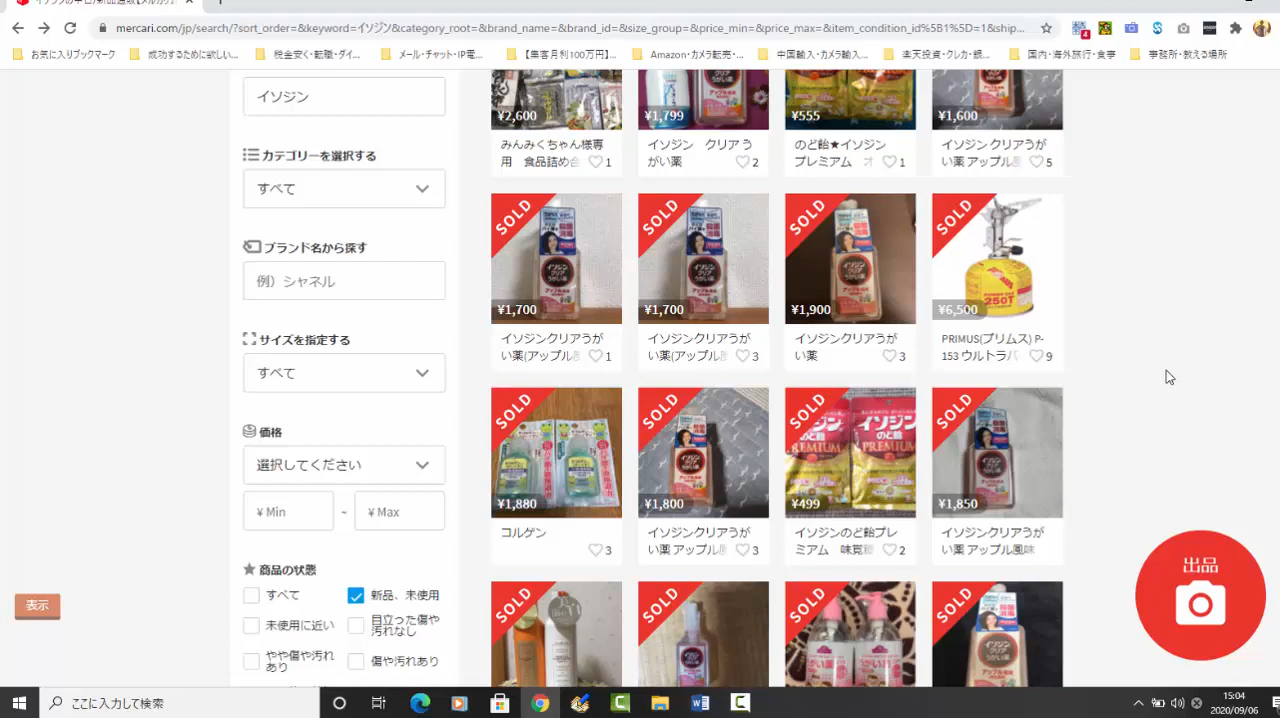 mercari.com/jp/search/?sort_order=&keyword=イソジン&category_root=&brand_name=&brand_id=&size_group=&price_min=&price_max=&item_condition_id%5B1%5D=1&ship...
4
お気に入りブックマーク
成功するために欲しい...
税金安く・転職・ダイ...
メール・チャット・IP電...
【集客月利100万円】...
Amazon・カメラ転売・...
中国輸入・カメラ輸入...
楽天投資・クレカ・銀...
国内・海外旅行・食事
事務所・教える場所
イソジン
カテゴリーを選択する
すべて
ブランド名から探す
例）シャネル
サイズを指定する
すべて
価格
選択してください
¥ Min
~
¥ Max
商品の状態
すべて
新品、未使用
未使用に近い
目立った傷や
汚れなし
やや傷や汚れ
あり
傷や汚れあり
表示
¥2,600
みんみくちゃん様専
用 食品詰め合
1
¥1,799
イソジン クリア う
がい薬
2
¥555
のど飴★イソジン
プレミアム
1
¥1,600
イソジン クリアうが
い薬 アップル風
5
SOLD
¥1,700
イソジンクリアうが
い薬(アップル
1
SOLD
¥1,700
イソジンクリアうが
い薬(アップル
3
SOLD
¥1,900
イソジンクリアうが
い薬
3
SOLD
POWER GAS
250T
¥6,500
PRIMUS(プリムス) P-
153 ウルトラバ
9
SOLD
¥1,880
コルゲン
3
SOLD
¥1,800
イソジンクリアうが
い薬 アップル風
3
SOLD
イソジン
のど飴
PREMIUM
¥499
イソジンのど飴プレ
ミアム 味覚糖
2
SOLD
¥1,850
イソジンクリアうが
い薬 アップル風味
SOLD
SOLD
SOLD
SOLD
出品
ここに入力して検索
15:04
2020/09/06